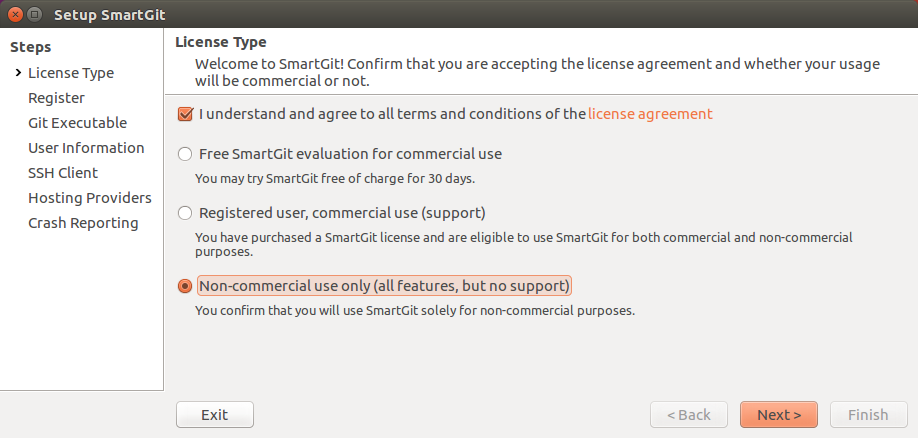 Setup SmartGit
Steps
License Type
Register
Git Executable
User Information
SSH Client
Hosting Providers
Crash Reporting
License Type
Welcome to SmartGit! Confirm that you are accepting the license agreement and whether your usage
will be commercial or not.
I understand and agree to all terms and conditions of the license agreement
Free SmartGit evaluation for commercial use
You may try SmartGit free of charge for 30 days.
Registered user, commercial use (support)
You have purchased a SmartGit license and are eligible to use SmartGit for both commercial and non-commercial
purposes.
Non-commercial use only (all features, but no support)
You confirm that you will use SmartGit solely for non-commercial purposes.
Exit
< Back
Next >
Finish